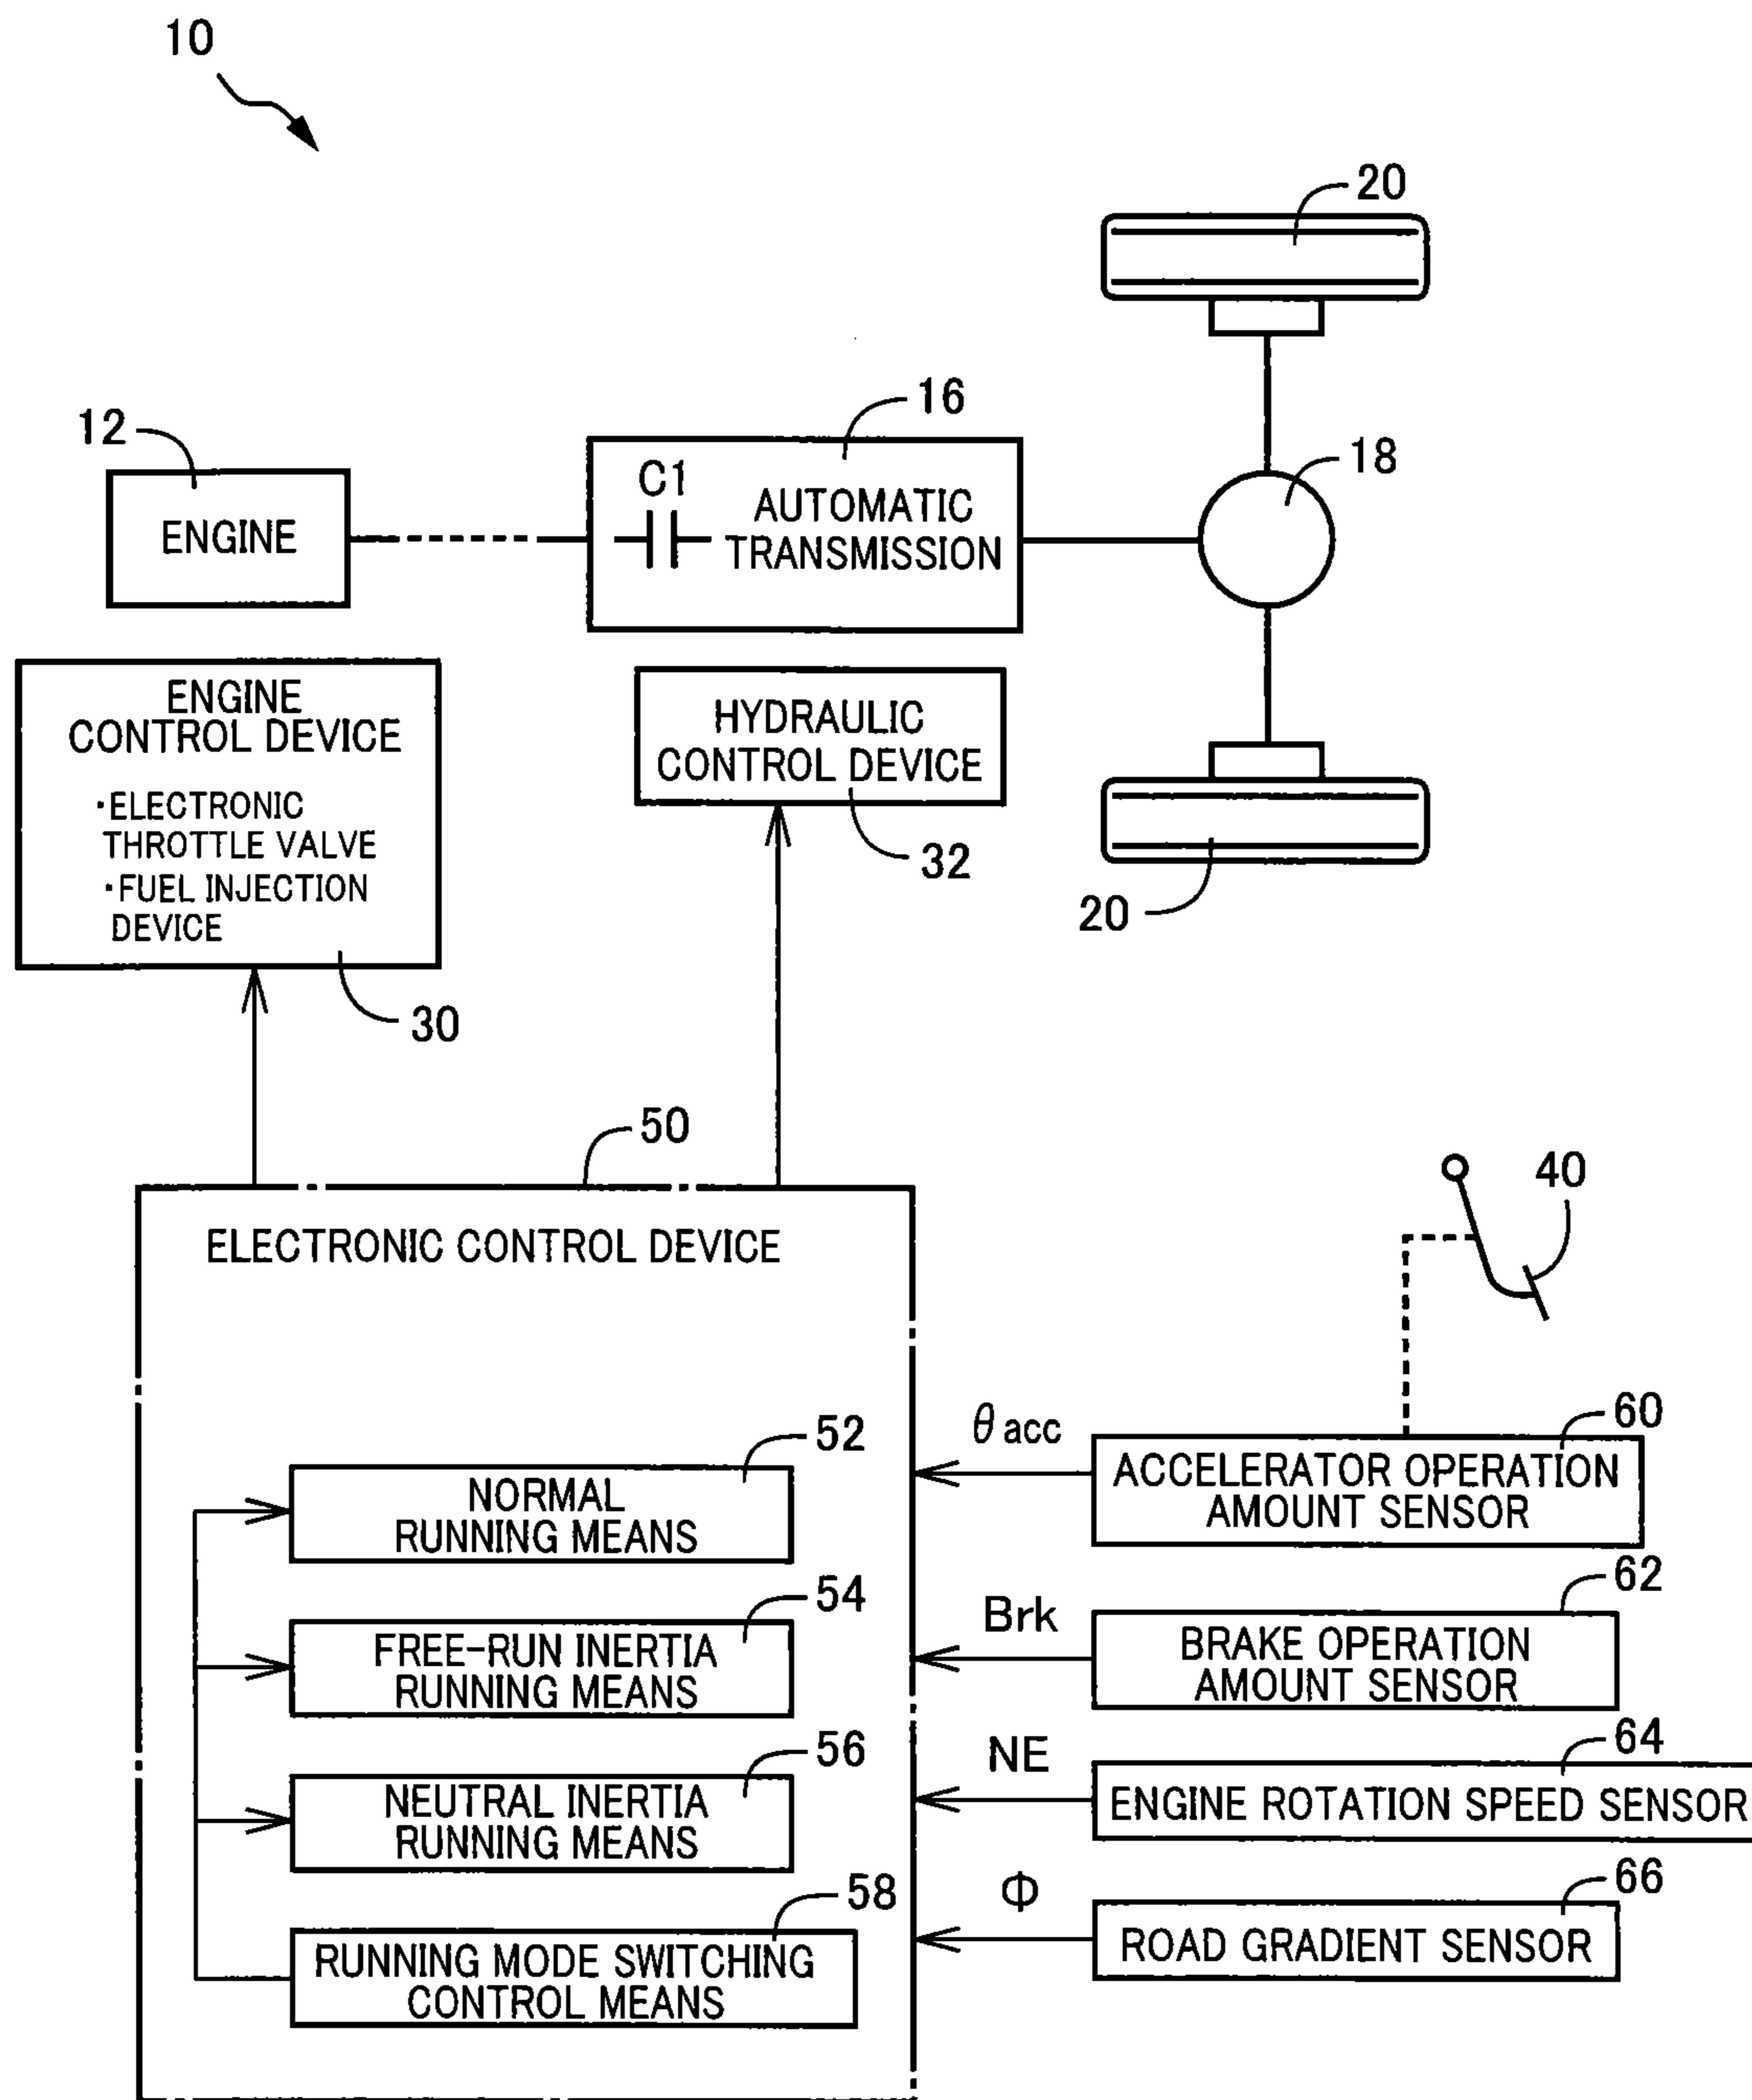 10
20
16
12
C1
AUTOMATIC
TRANSMISSION
18
ENGINE
ENGINE
CONTROL DEVICE
・ELECTRONIC
THROTTLE VALVE
・FUEL INJECTION
DEVICE
30
HYDRAULIC
CONTROL DEVICE
32
20
50
ELECTRONIC CONTROL DEVICE
40
52
NORMAL
RUNNING MEANS
54
FREE-RUN INERTIA
RUNNING MEANS
56
NEUTRAL INERTIA
RUNNING MEANS
58
RUNNING MODE SWITCHING
CONTROL MEANS
θacc
60
ACCELERATOR OPERATION
AMOUNT SENSOR
Brk
62
BRAKE OPERATION
AMOUNT SENSOR
NE
64
ENGINE ROTATION SPEED SENSOR
Φ
66
ROAD GRADIENT SENSOR